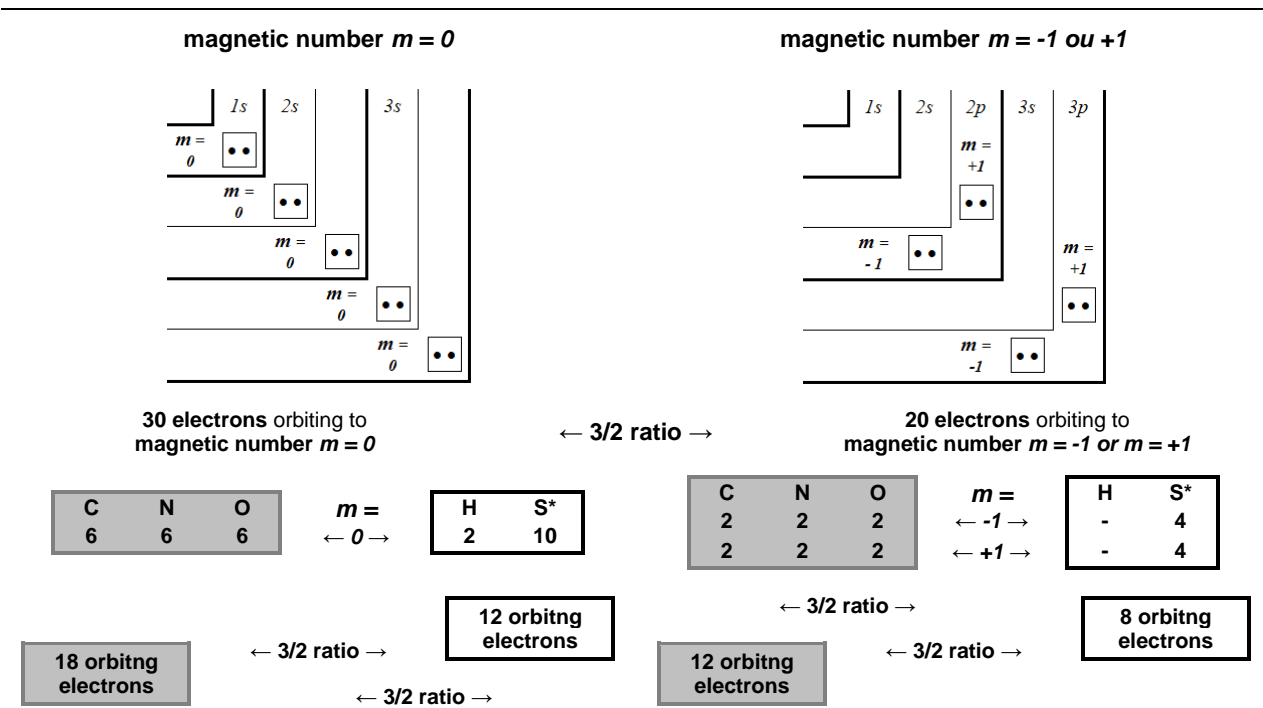 magnetic number m = 0
1s 2s 3s
m =
0
m =
0
m =
0
m =
0
m =
0
30 electrons orbiting to
magnetic number m = 0
← 3/2 ratio →
magnetic number m = -1 ou +1
1s 2s 2p 3s 3p
m =
+1
m =
- 1
m =
+1
m =
-1
20 electrons orbiting to
magnetic number m = -1 or m = +1
C N O
6 6 6
m =
← 0 →
H S*
2 10
C N O
2 2 2
2 2 2
m =
← -1 →
← +1 →
H S*
- 4
- 4
12 orbitng
electrons
← 3/2 ratio →
18 orbitng
electrons
← 3/2 ratio →
← 3/2 ratio →
8 orbitng
electrons
← 3/2 ratio →
12 orbitng
electrons